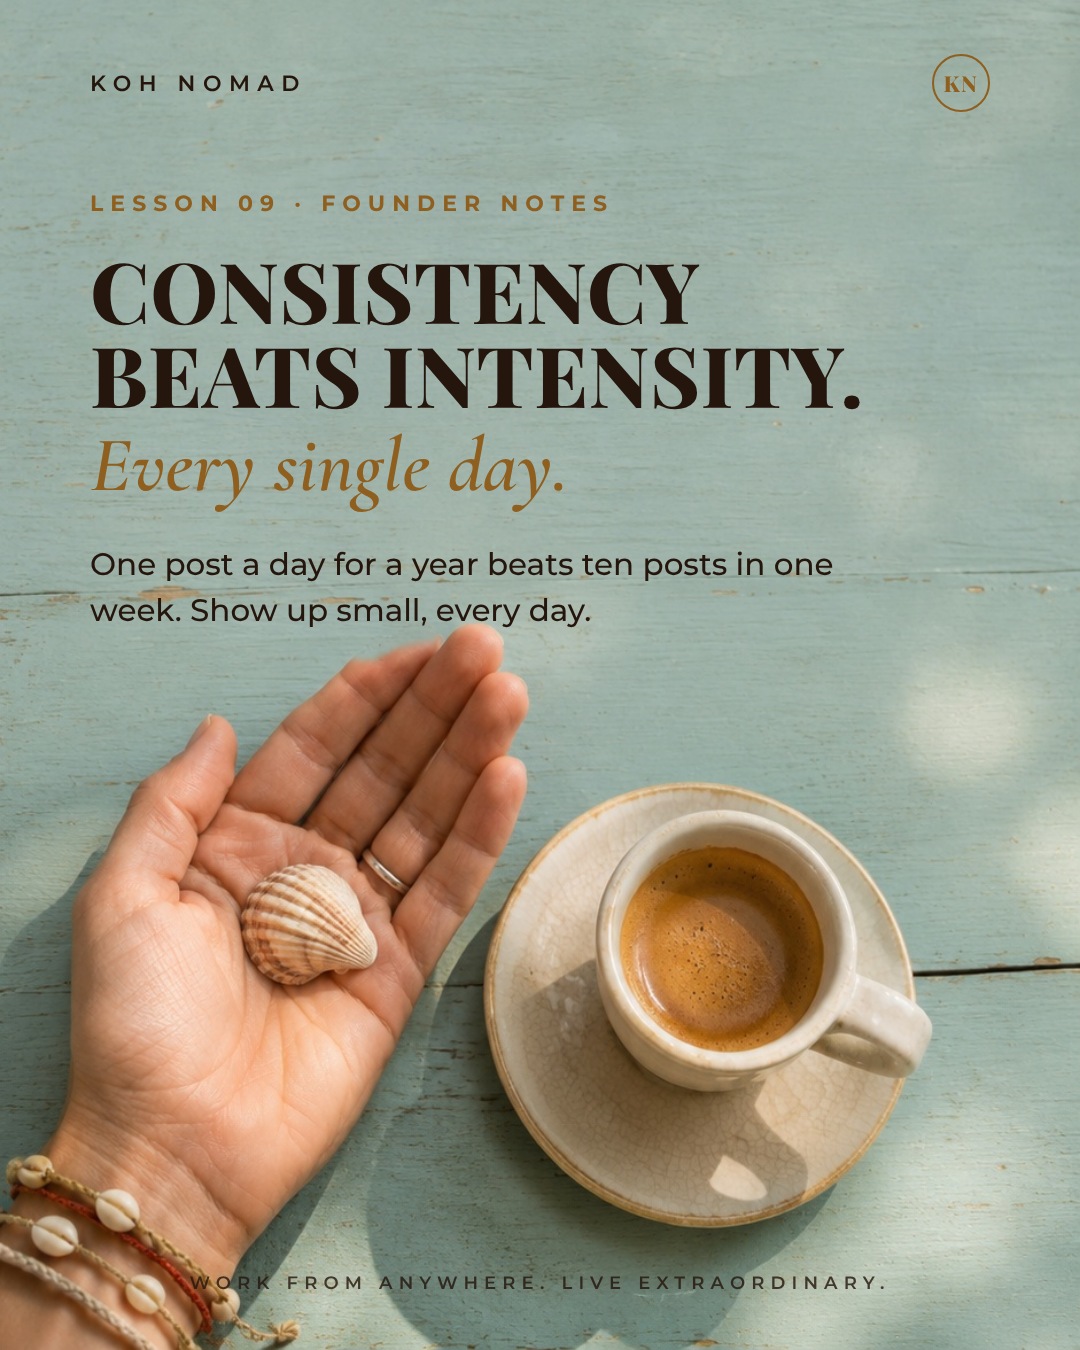 KOH NOMAD
KN
LESSON 09 · FOUNDER NOTES
CONSISTENCY
BEATS INTENSITY.
Every single day.
One post a day for a year beats ten posts in one
week. Show up small, every day.
WORK FROM ANYWHERE. LIVE EXTRAORDINARY.